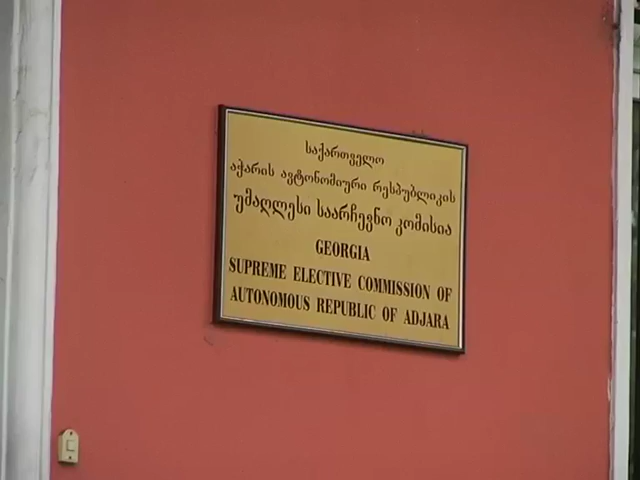 საქართველო
აჭარის ავტონომიური რესპუბლიკის
უმაღლესი საარჩევნო კომისია
GEORGIA
SUPREME ELECTIVE COMMISSION OF
AUTONOMOUS REPUBLIC OF ADJARA